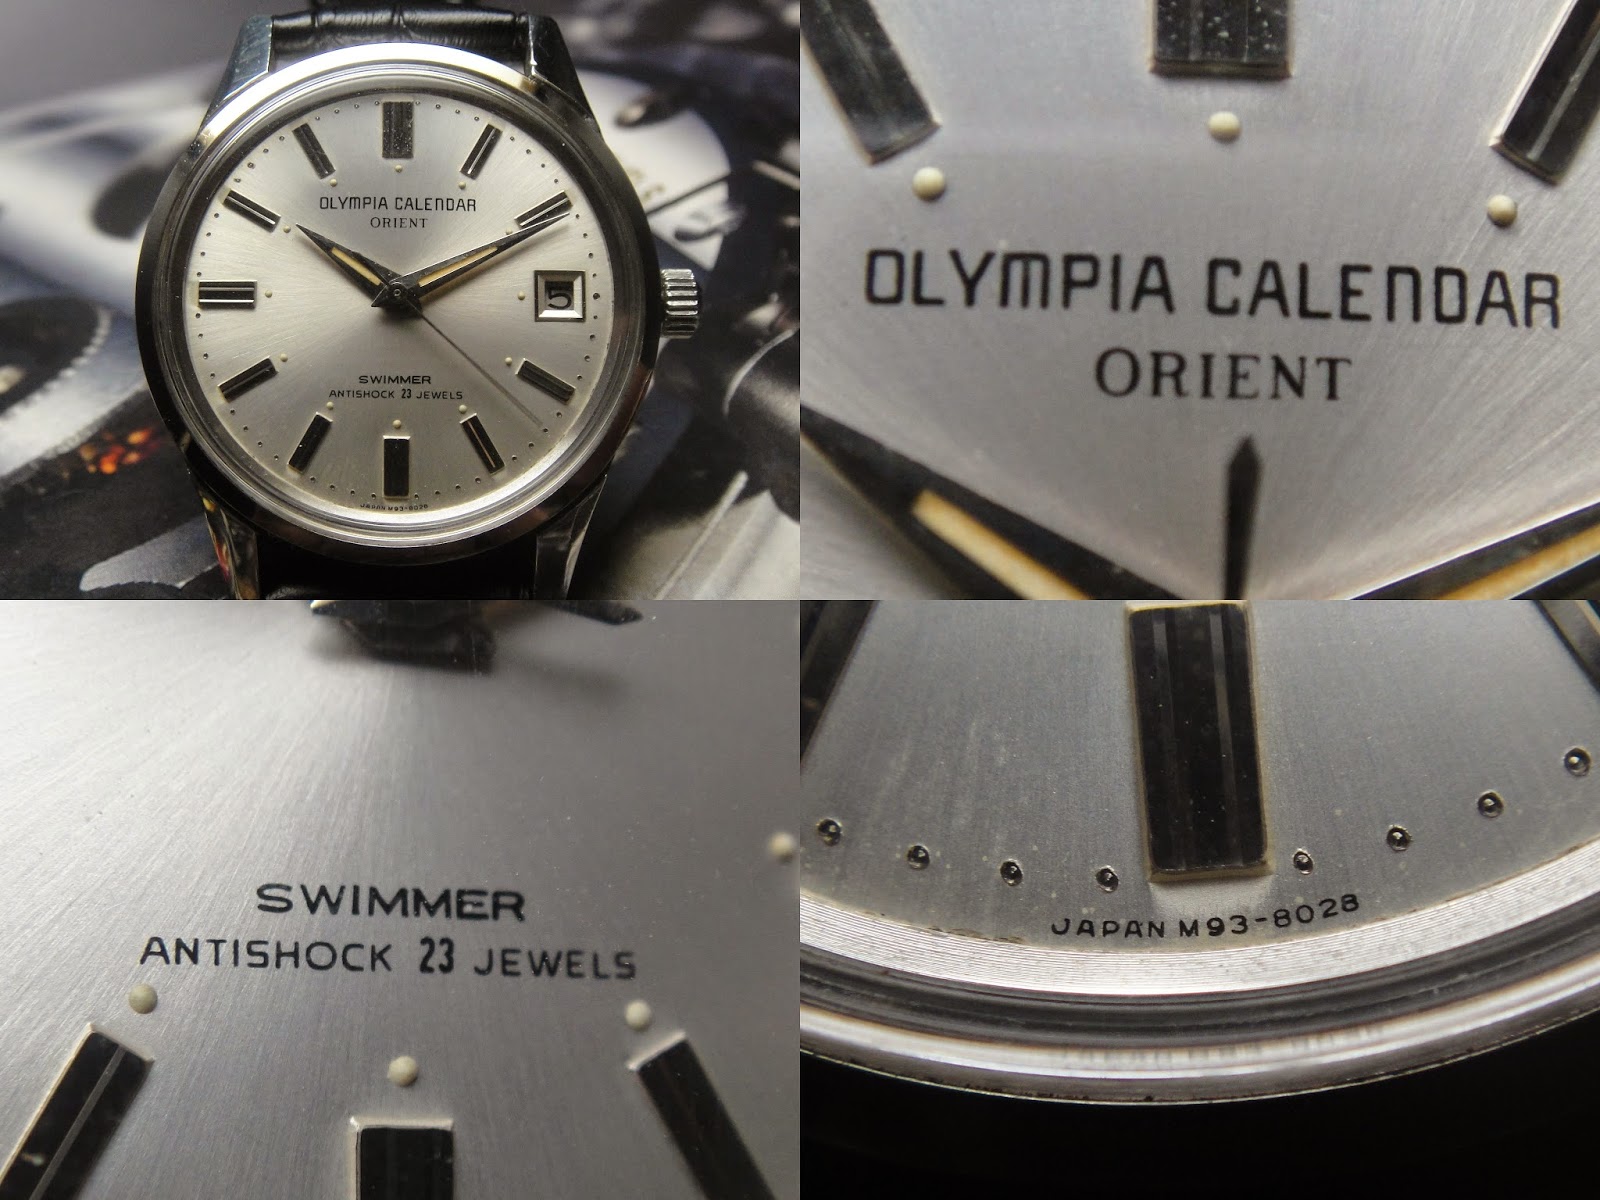 OLYMPIA CALENDAR
ORIENT
5
SWIMMER
ANTISHOCK 23 JEWELS
JAPAN M93-8028
OLYMPIA CALENDAR
ORIENT
SWIMMER
ANTISHOCK 23 JEWELS
JAPAN M93-8028